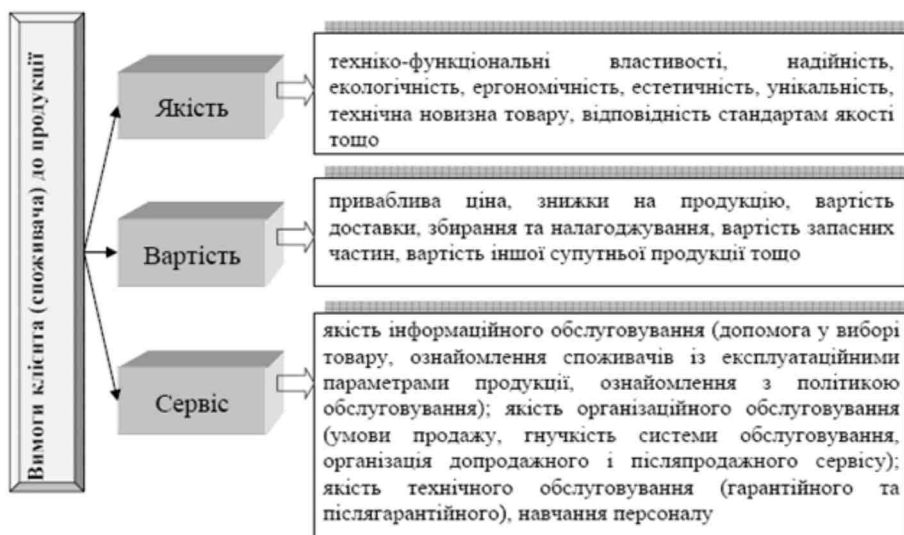 Вимоги клієнта (споживача) до продукції
Якість
техніко-функціональні властивості, надійність,
екологічність, ергономічність, естетичність, унікальність,
технічна новизна товару, відповідність стандартам якості
тощо
Вартість
приваблива ціна, знижки на продукцію, вартість
доставки, збирання та налагоджування, вартість запасних
частин, вартість іншої супутньої продукції тощо
Сервіс
якість інформаційного обслуговування (допомога у виборі
товару, ознайомлення споживачів із експлуатаційними
параметрами продукції, ознайомлення з політикою
обслуговування); якість організаційного обслуговування
(умови продажу, гнучкість системи обслуговування,
організація допродажного і післяпродажного сервісу);
якість технічного обслуговування (гарантійного та
післягарантійного), навчання персоналу